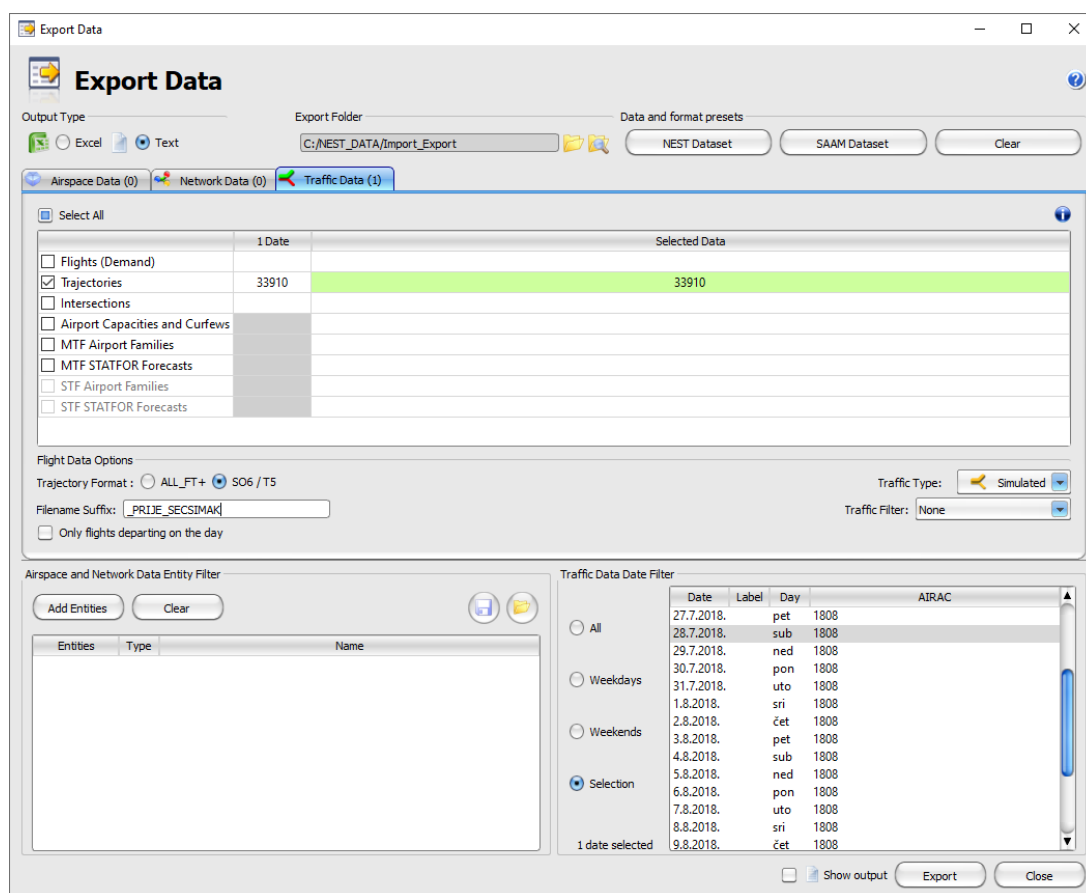 Export Data
Export Data
Output Type
Export Folder
Data and format presets
Excel
Text
C:/NEST_DATA/Import_Export
NEST Dataset
SAAM Dataset
Clear
Airspace Data (0)
Network Data (0)
Traffic Data (1)
Select All
1 Date
Selected Data
Flights (Demand)
Trajectories 33910 33910
Intersections
Airport Capacities and Curfews
MTF Airport Families
MTF STATFOR Forecasts
STF Airport Families
STF STATFOR Forecasts
Flight Data Options
Trajectory Format : ALL_FT+ SO6 / T5
Traffic Type: Simulated
Filename Suffix: _PRIJE_SECSIMAK
Traffic Filter: None
Only flights departing on the day
Airspace and Network Data Entity Filter
Add Entities
Clear
Entities Type Name
Traffic Data Date Filter
All
Weekdays
Weekends
Selection
1 date selected
Date Label Day AIRAC
27.7.2018. pet 1808
28.7.2018. sub 1808
29.7.2018. ned 1808
30.7.2018. pon 1808
31.7.2018. uto 1808
1.8.2018. sri 1808
2.8.2018. čet 1808
3.8.2018. pet 1808
4.8.2018. sub 1808
5.8.2018. ned 1808
6.8.2018. pon 1808
7.8.2018. uto 1808
8.8.2018. sri 1808
9.8.2018. čet 1808
Show output
Export
Close